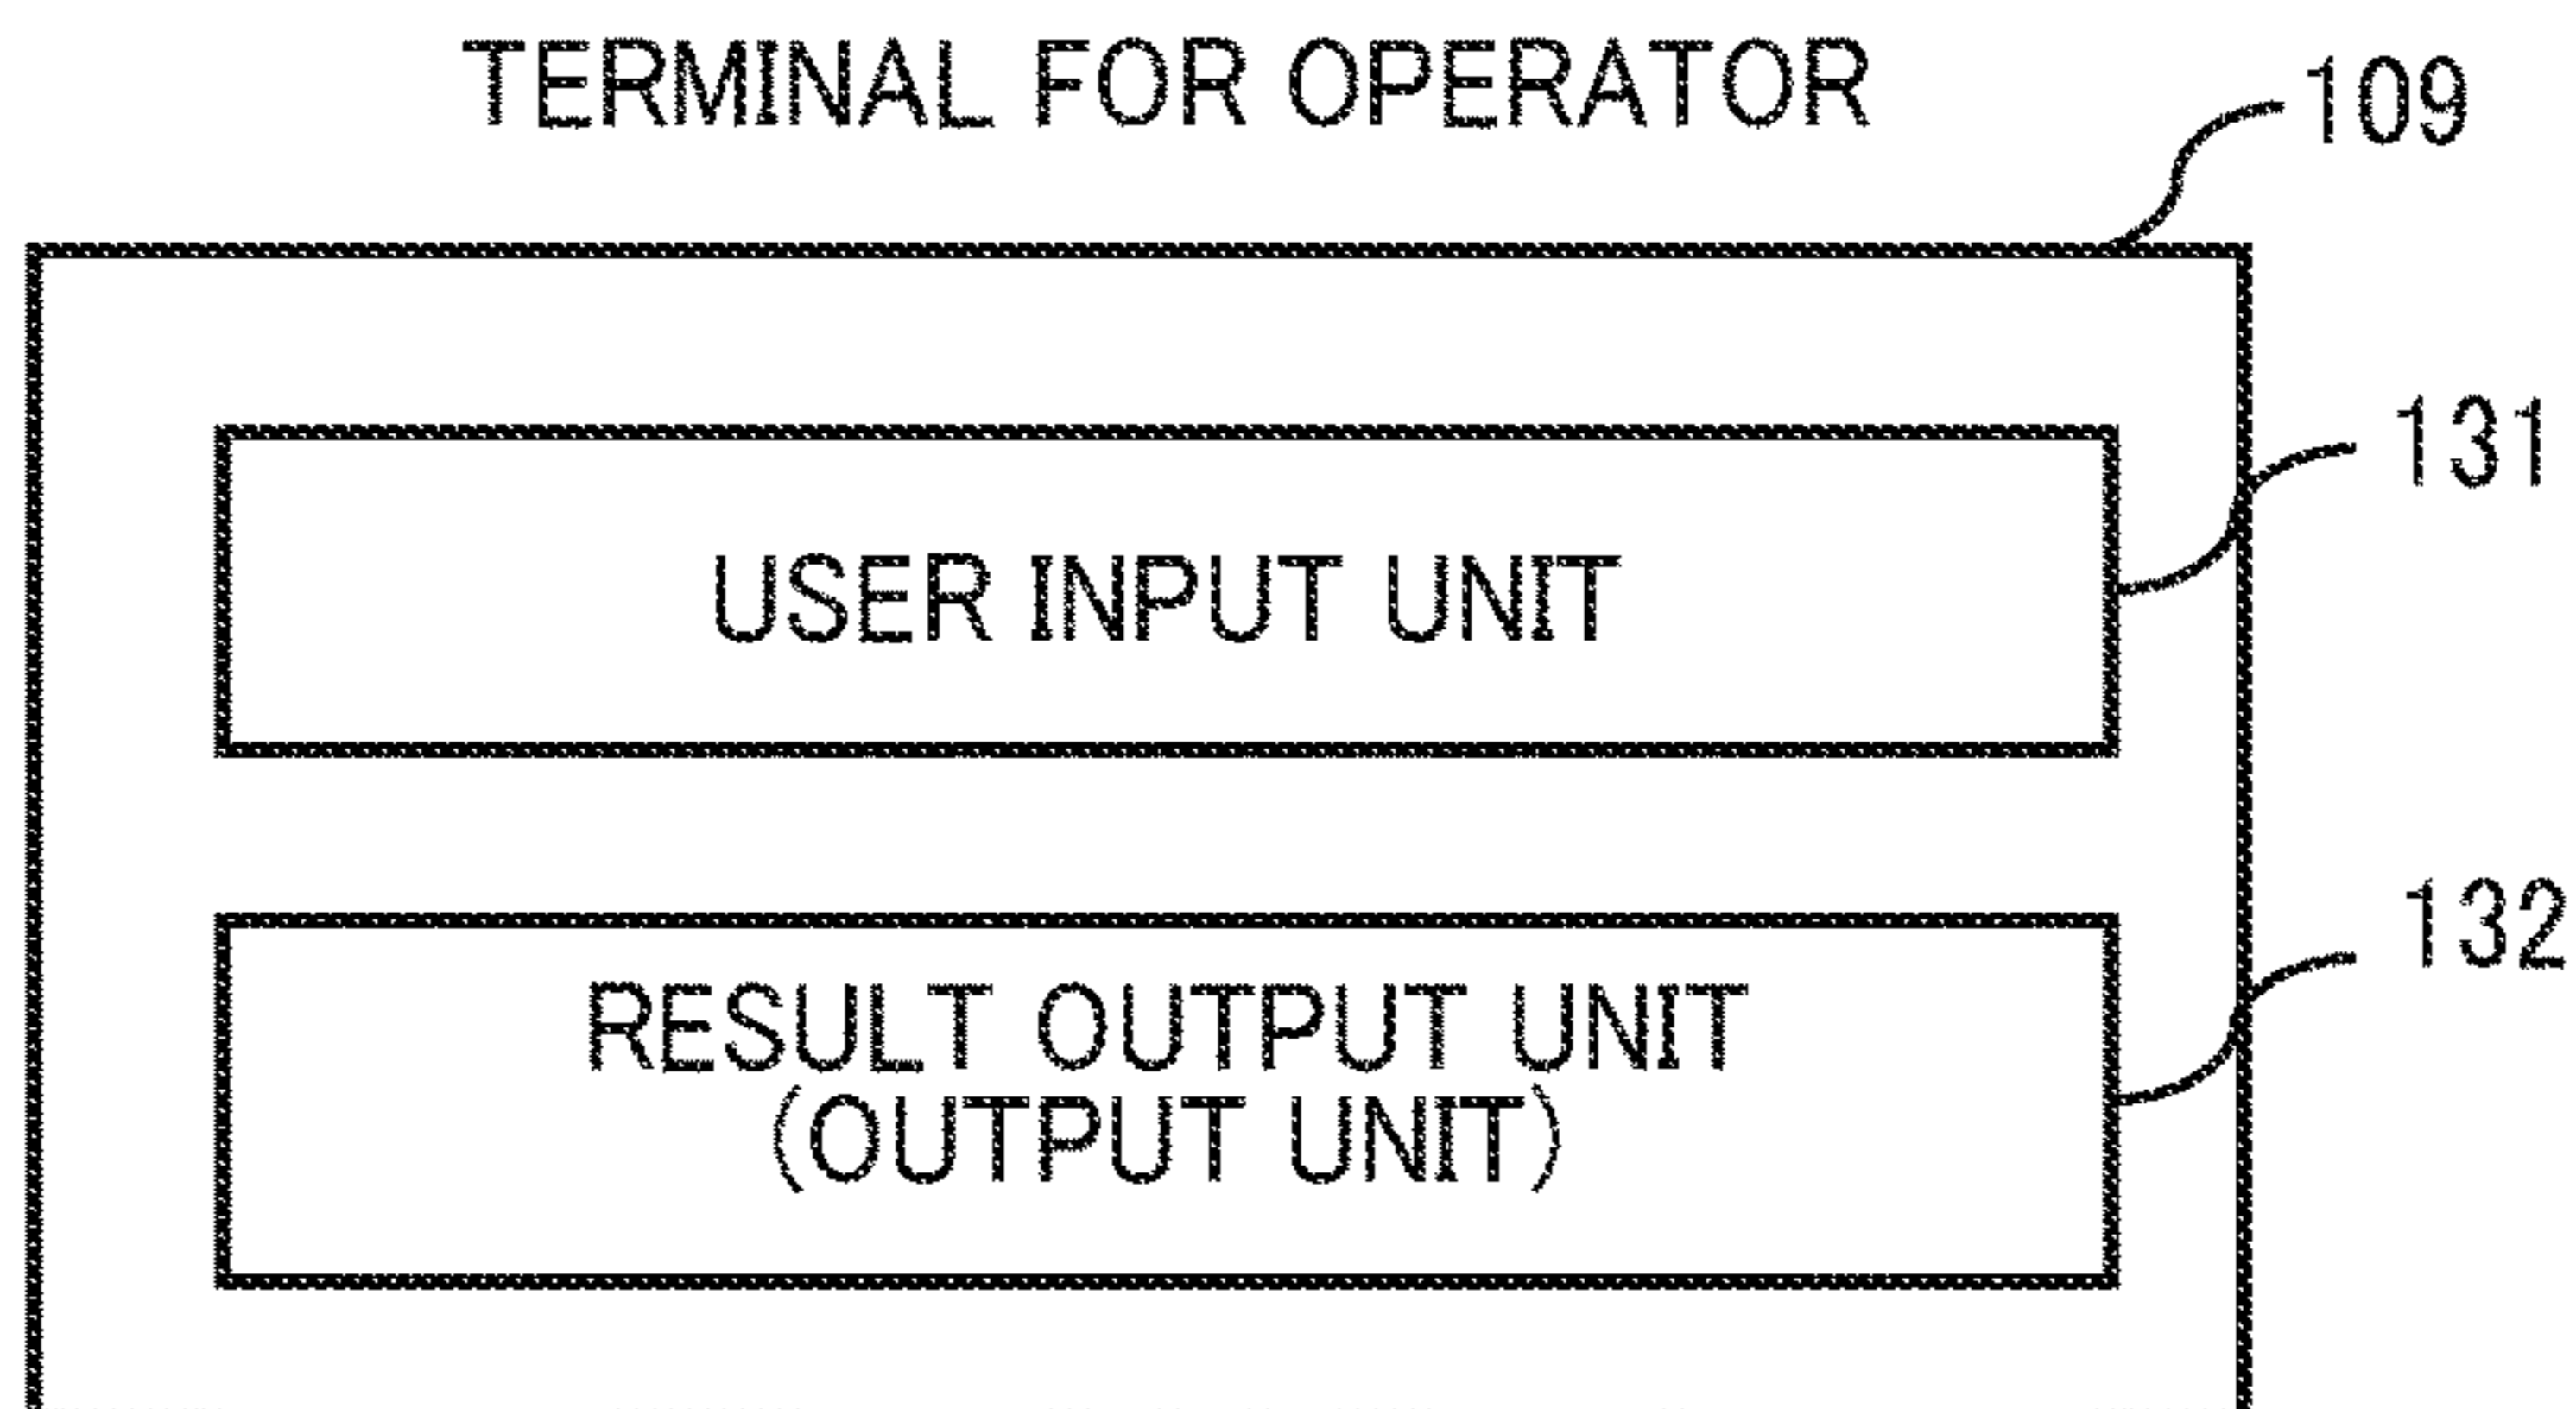 TERMINAL FOR OPERATOR
109
131
USER INPUT UNIT
132
RESULT OUTPUT UNIT
(OUTPUT UNIT)